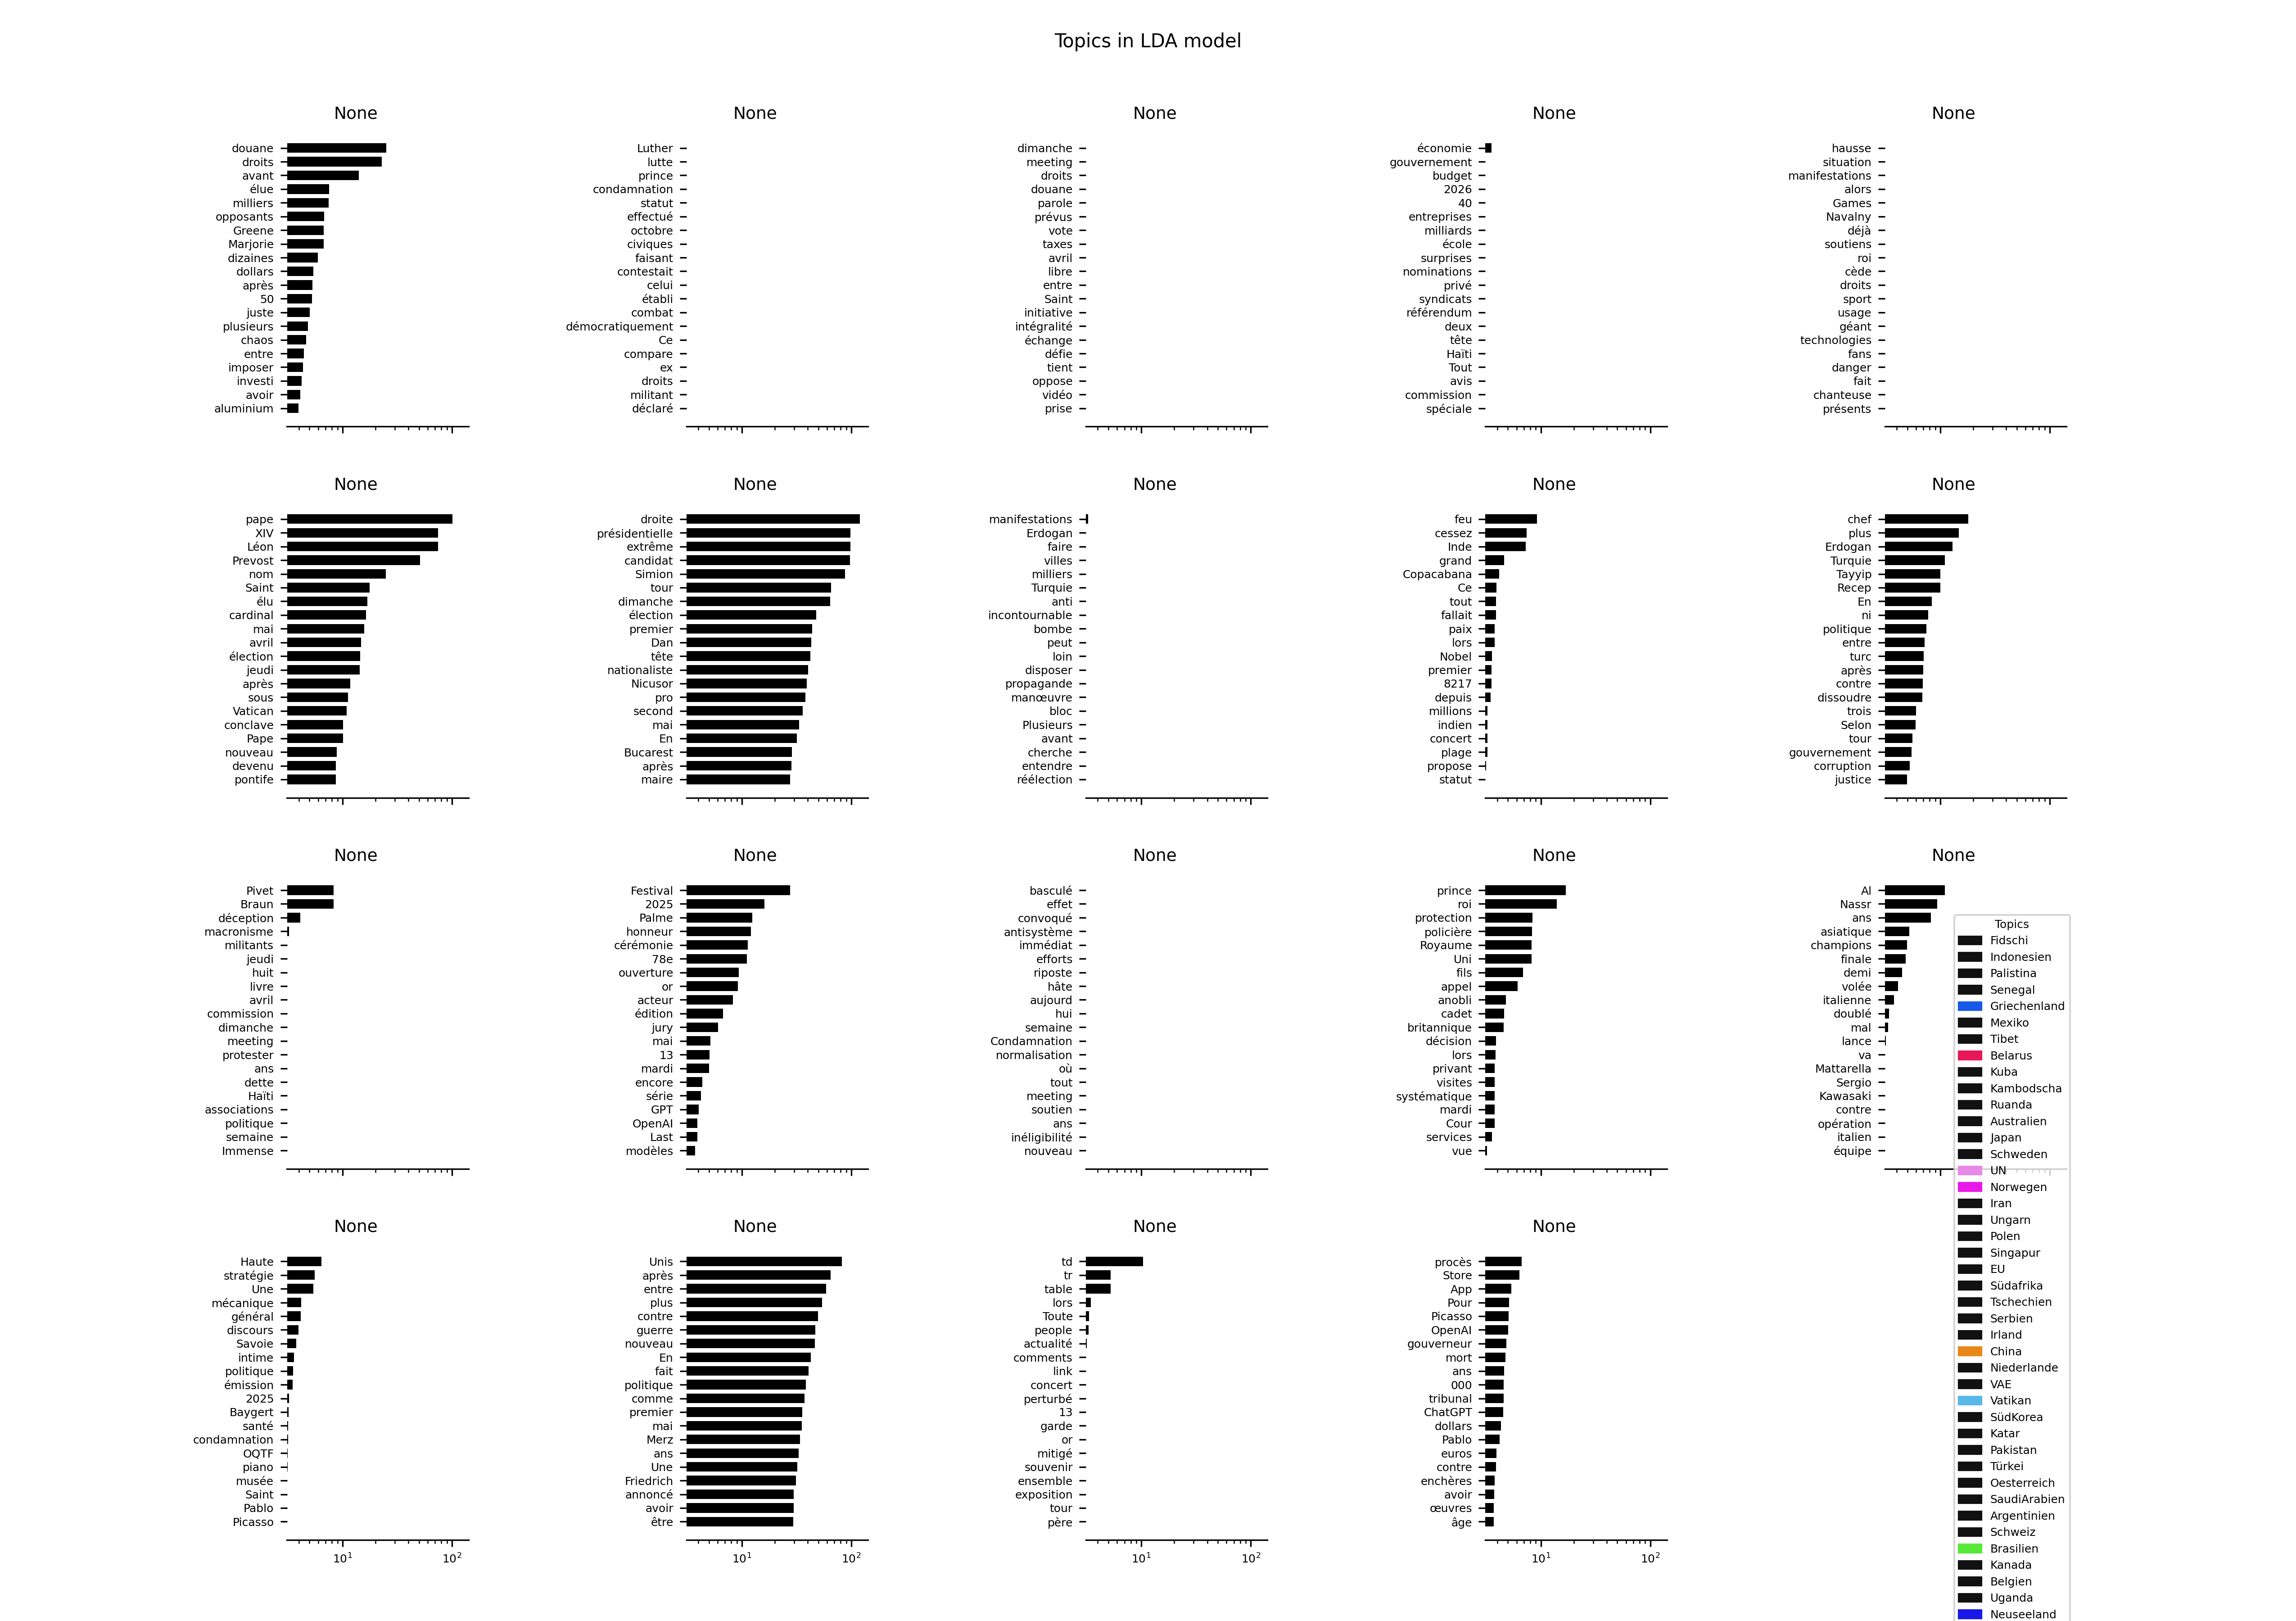 Topics in LDA model
None
douane
droits
avant
élue
milliers
opposants
Greene
Marjorie
dizaines
dollars
après
50
juste
plusieurs
chaos
entre
imposer
investi
avoir
aluminium
None
Luther
lutte
prince
condamnation
statut
effectué
octobre
civiques
faisant
contestait
celui
établi
combat
démocratiquement
Ce
compare
ex
droits
militant
déclaré
None
dimanche
meeting
droits
douane
parole
prévus
vote
taxes
avril
libre
entre
Saint
initiative
intégralité
échange
défie
tient
oppose
vidéo
prise
None
économie
gouvernement
budget
2026
40
entreprises
milliards
école
surprises
nominations
privé
syndicats
référendum
deux
tête
Haïti
Tout
avis
commission
spéciale
None
hausse
situation
manifestations
alors
Games
Navalny
déjà
soutiens
roi
cède
droits
sport
usage
géant
technologies
fans
danger
fait
chanteuse
présents
None
pape
XIV
Léon
Prevost
nom
Saint
élu
cardinal
mai
avril
élection
jeudi
après
sous
Vatican
conclave
Pape
nouveau
devenu
pontife
None
droite
présidentielle
extrême
candidat
Simion
tour
dimanche
élection
premier
Dan
tête
nationaliste
Nicusor
pro
second
mai
En
Bucarest
après
maire
None
manifestations
Erdogan
faire
villes
milliers
Turquie
anti
incontournable
bombe
peut
loin
disposer
propagande
manœuvre
bloc
Plusieurs
avant
cherche
entendre
réélection
None
feu
cessez
Inde
grand
Copacabana
Ce
tout
fallait
paix
lors
Nobel
premier
8217
depuis
millions
indien
concert
plage
propose
statut
None
chef
plus
Erdogan
Turquie
Tayyip
Recep
En
ni
politique
entre
turc
après
contre
dissoudre
trois
Selon
tour
gouvernement
corruption
justice
None
Pivet
Braun
déception
macronisme
militants
jeudi
huit
livre
avril
commission
dimanche
meeting
protester
ans
dette
Haïti
associations
politique
semaine
Immense
None
Festival
2025
Palme
honneur
cérémonie
78e
ouverture
or
acteur
édition
jury
mai
13
mardi
encore
série
GPT
OpenAI
Last
modèles
None
basculé
effet
convoqué
antisystème
immédiat
efforts
riposte
hâte
aujourd
hui
semaine
Condamnation
normalisation
où
tout
meeting
soutien
ans
inéligibilité
nouveau
None
prince
roi
protection
policière
Royaume
Uni
fils
appel
anobli
cadet
britannique
décision
lors
privant
visites
systématique
mardi
Cour
services
vue
None
Al
Nassr
ans
asiatique
champions
finale
demi
volée
italienne
doublé
mal
lance
va
Mattarella
Sergio
Kawasaki
contre
opération
italien
équipe
None
Haute
stratégie
Une
mécanique
général
discours
Savoie
intime
politique
émission
2025
Baygert
santé
condamnation
OQTF
piano
musée
Saint
Pablo
Picasso
10¹
10²
None
Unis
après
entre
plus
contre
guerre
nouveau
En
fait
politique
comme
premier
mai
Merz
ans
Une
Friedrich
annoncé
avoir
être
10¹
10²
None
td
tr
table
lors
Toute
people
actualité
comments
link
concert
perturbé
13
garde
or
mitigé
souvenir
ensemble
exposition
tour
père
10¹
10²
None
procès
Store
App
Pour
Picasso
OpenAI
gouverneur
mort
ans
000
tribunal
ChatGPT
dollars
Pablo
euros
contre
enchères
avoir
œuvres
âge
10¹
10²
Topics
Fidschi
Indonesien
Palistina
Senegal
Griechenland
Mexiko
Tibet
Belarus
Kuba
Kambodscha
Ruanda
Australien
Japan
Schweden
UN
Norwegen
Iran
Ungarn
Polen
Singapur
EU
Südafrika
Tschechien
Serbien
Irland
China
Niederlande
VAE
Vatikan
SüdKorea
Katar
Pakistan
Türkei
Oesterreich
SaudiArabien
Argentinien
Schweiz
Brasilien
Kanada
Belgien
Uganda
Neuseeland